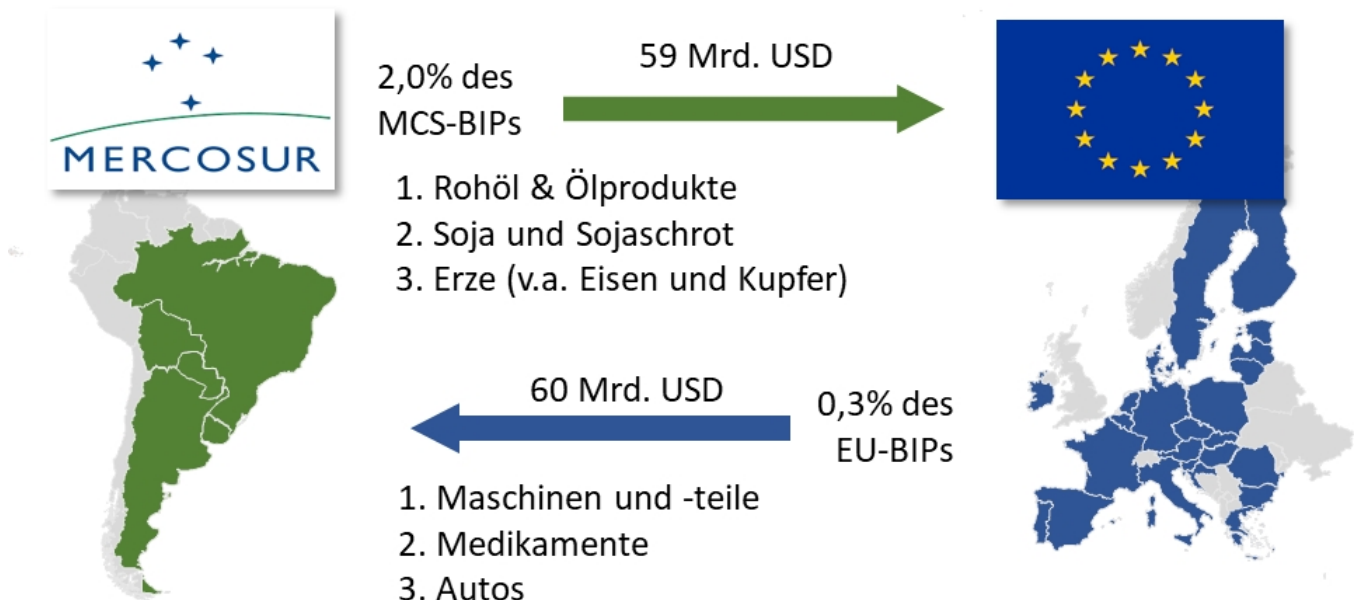 MERCOSUR
2,0% des
MCS-BIPs
59 Mrd. USD
1. Rohöl & Ölprodukte
2. Soja und Sojaschrot
3. Erze (v.a. Eisen und Kupfer)
60 Mrd. USD
0,3% des
EU-BIPs
1. Maschinen und -teile
2. Medikamente
3. Autos